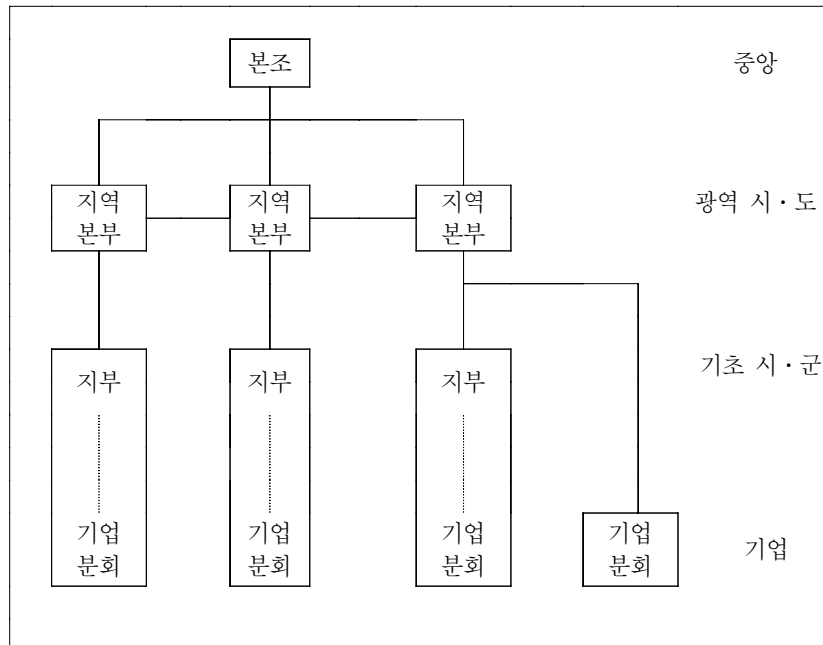 본조
중앙
지역 지역 지역
본부 본부 본부
광역 시·도
지부 지부 지부
기초 시·군
기업 기업 기업 기업
분회 분회 분회 분회
기업